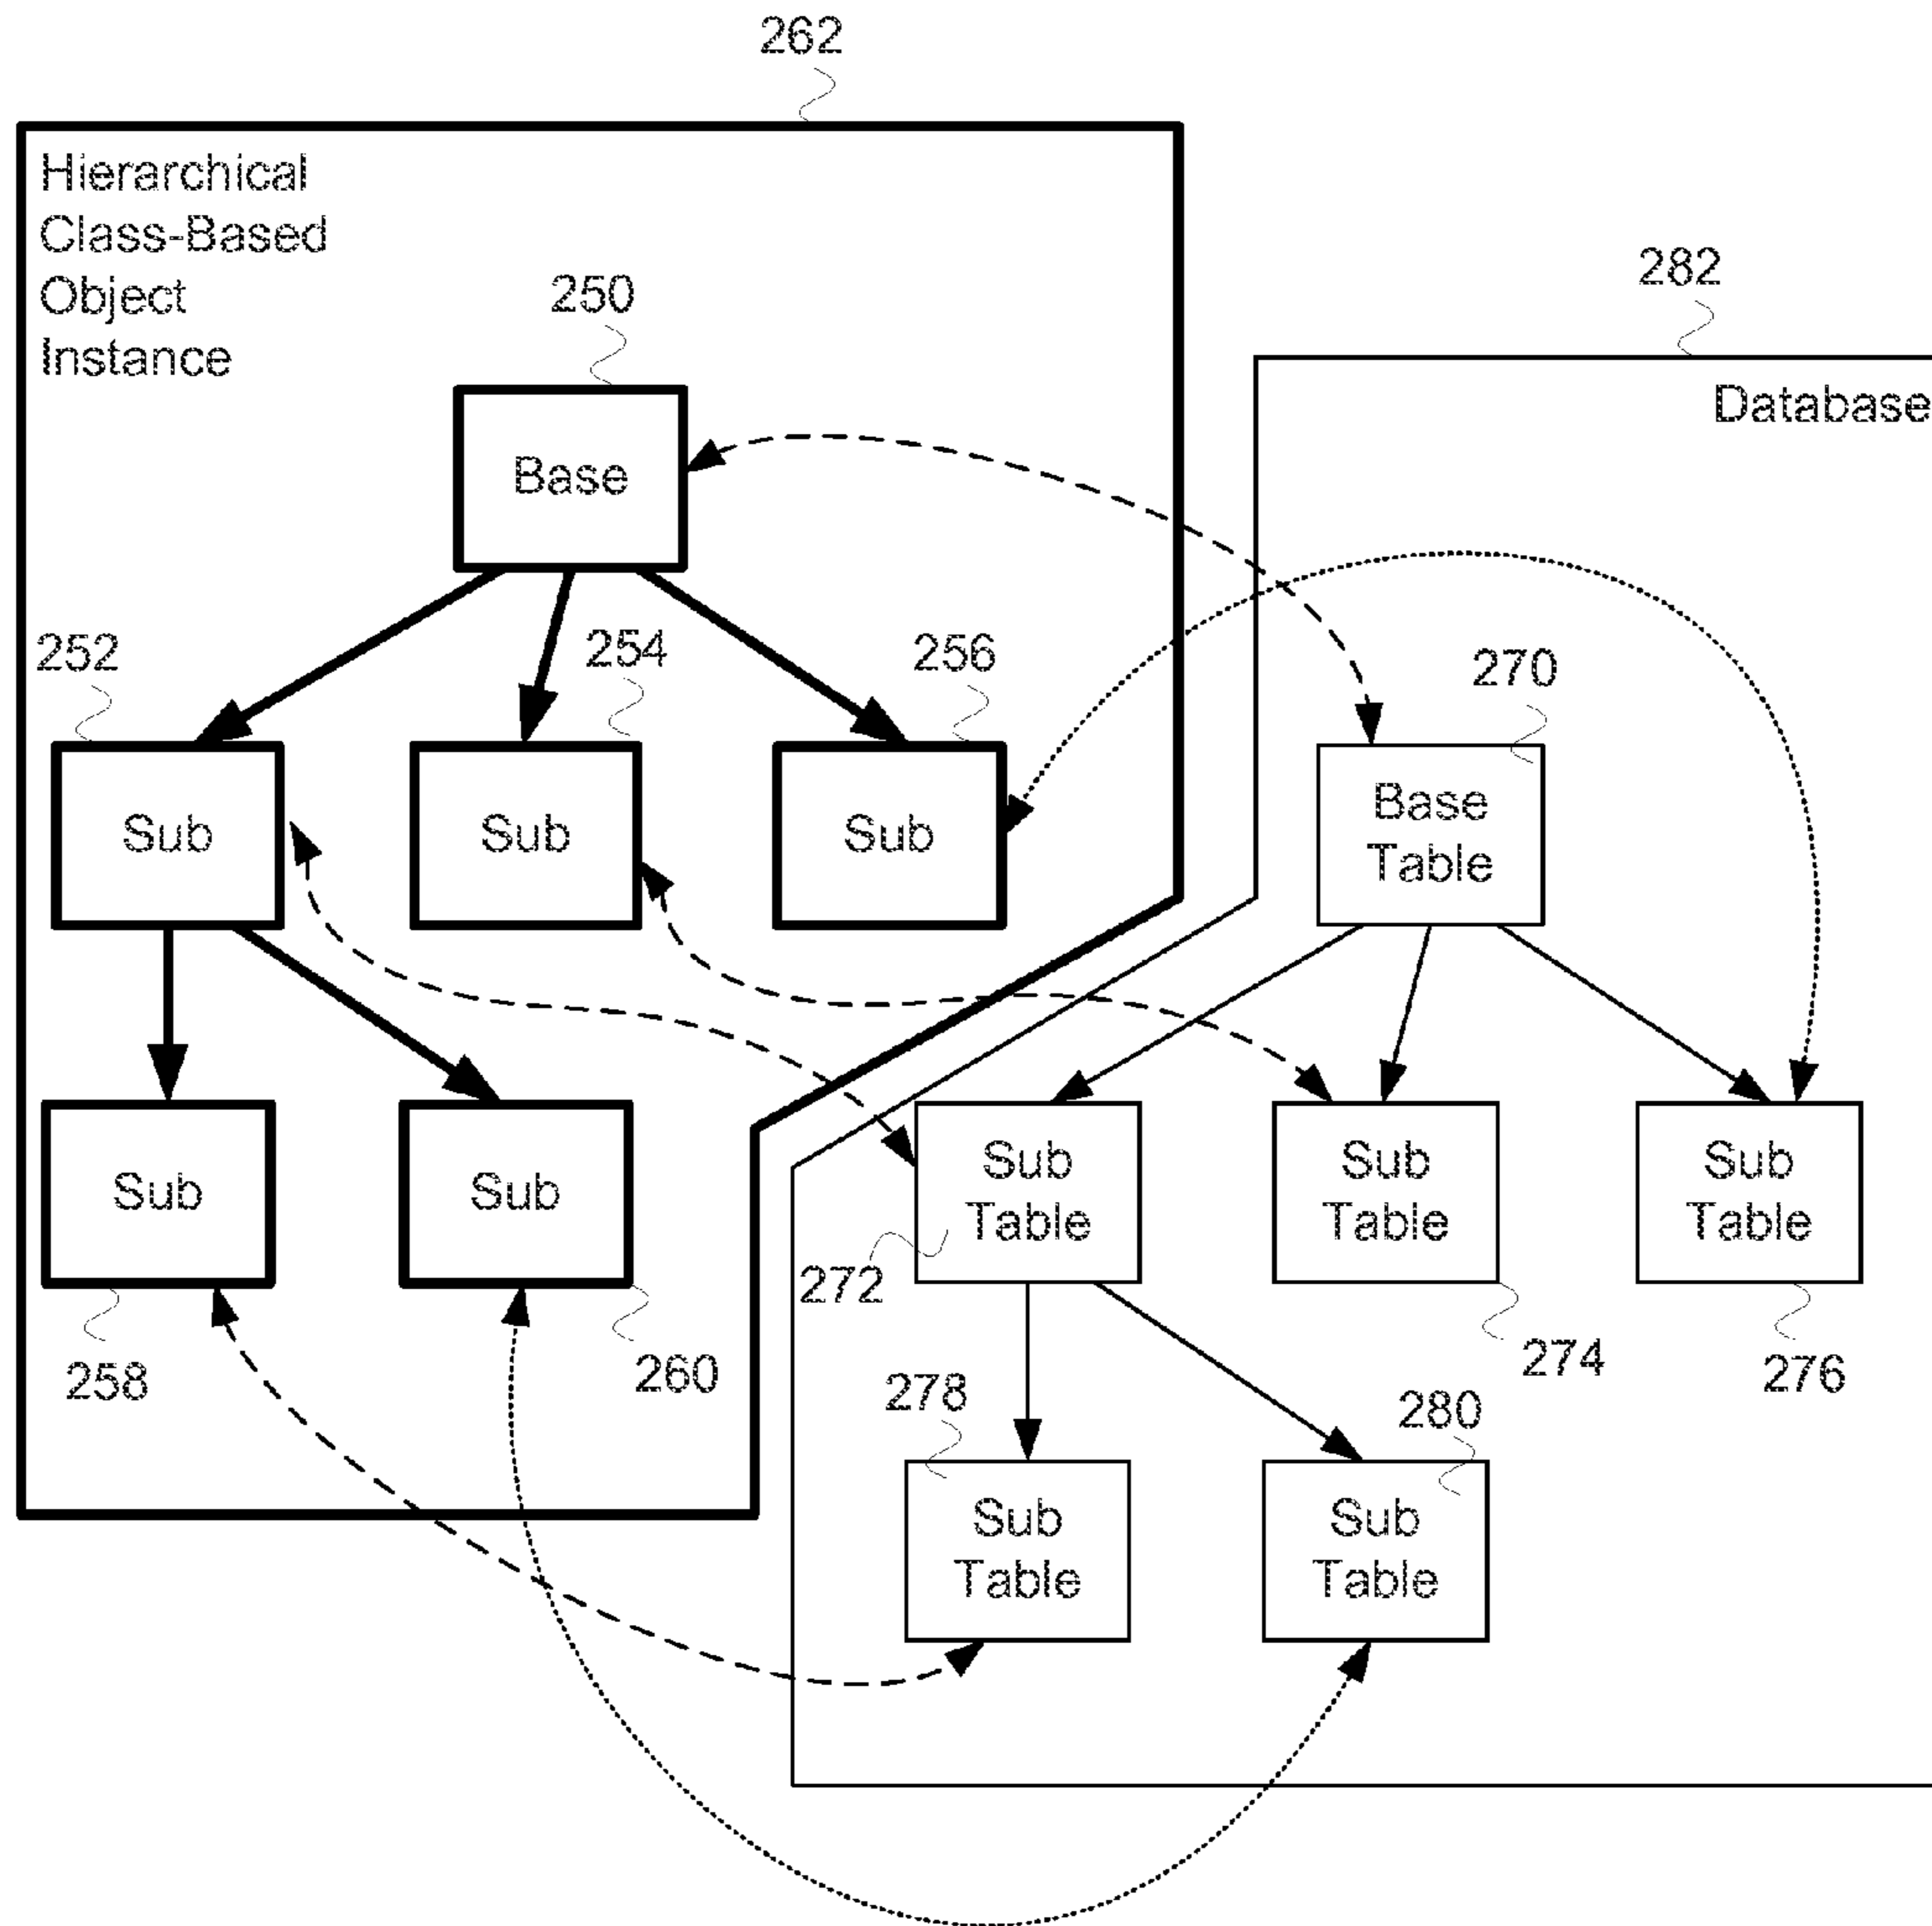 262
Hierarchical
Class-Based
Object
Instance
250
282
Database
Base
252
254
256
270
Sub
Sub
Sub
Base
Table
Sub
Sub
Sub
Table
Sub
Table
Sub
Table
272
258
260
274
276
278
280
Sub
Table
Sub
Table